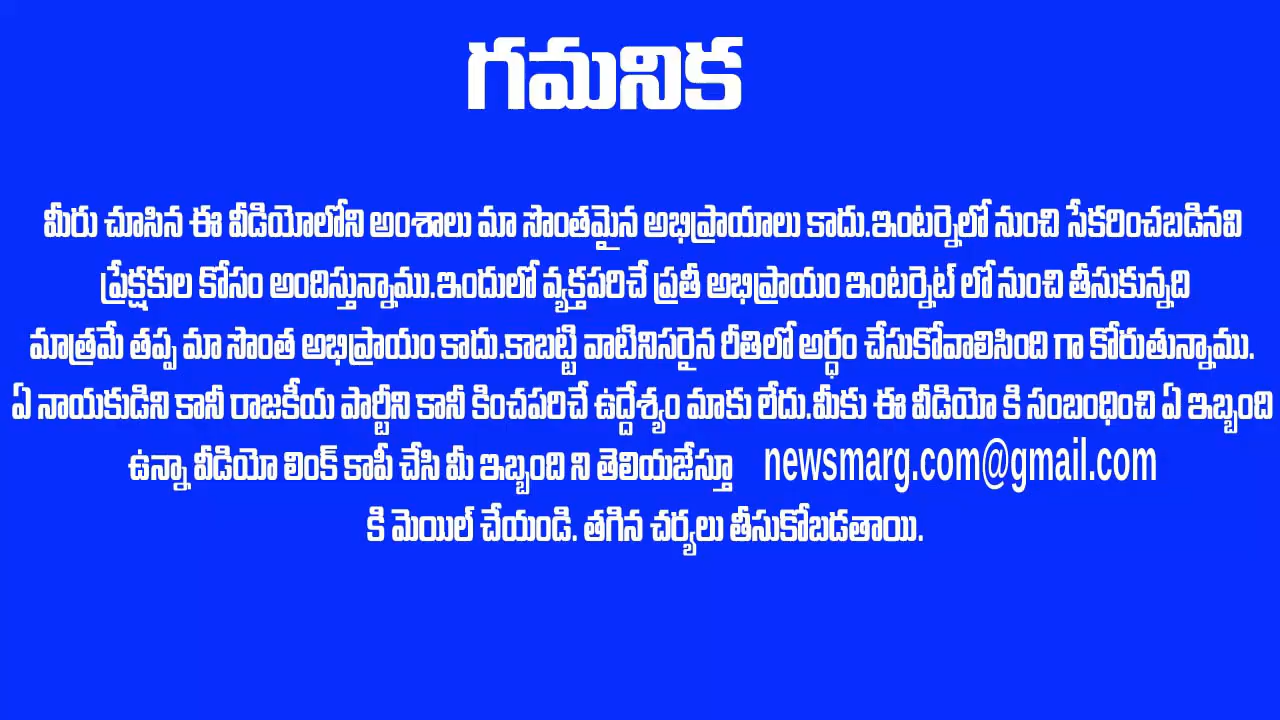 గమనిక
మీరు చూసిన ఈ వీడియోలోని అంశాలు మా సొంతమైన అభిప్రాయాలు కాదు.ఇంటర్నెలో నుంచి సేకరించబడినవి
ప్రేక్షకుల కోసం అందిస్తున్నాము.ఇందులో వ్యక్తపరిచే ప్రతీ అభిప్రాయం ఇంటర్నెట్ లో నుంచి తీసుకున్నది
మాత్రమే తప్ప మా సొంత అభిప్రాయం కాదు.కాబట్టి వాటినిసరైన రీతిలో అర్ధం చేసుకోవాలిసింది గా కోరుతున్నాము.
ఏ నాయకుడిని కానీ రాజకీయ పార్టీని కానీ కించపరిచే ఉద్దేశ్యం మాకు లేదు.మీకు ఈ వీడియో కి సంబంధించి ఏ ఇబ్బంది
ఉన్నా వీడియో లింక్ కాపీ చేసి మీ ఇబ్బంది ని తెలియజేస్తూ newsmarg.com@gmail.com
కి మెయిల్ చేయండి. తగిన చర్యలు తీసుకోబడతాయి.